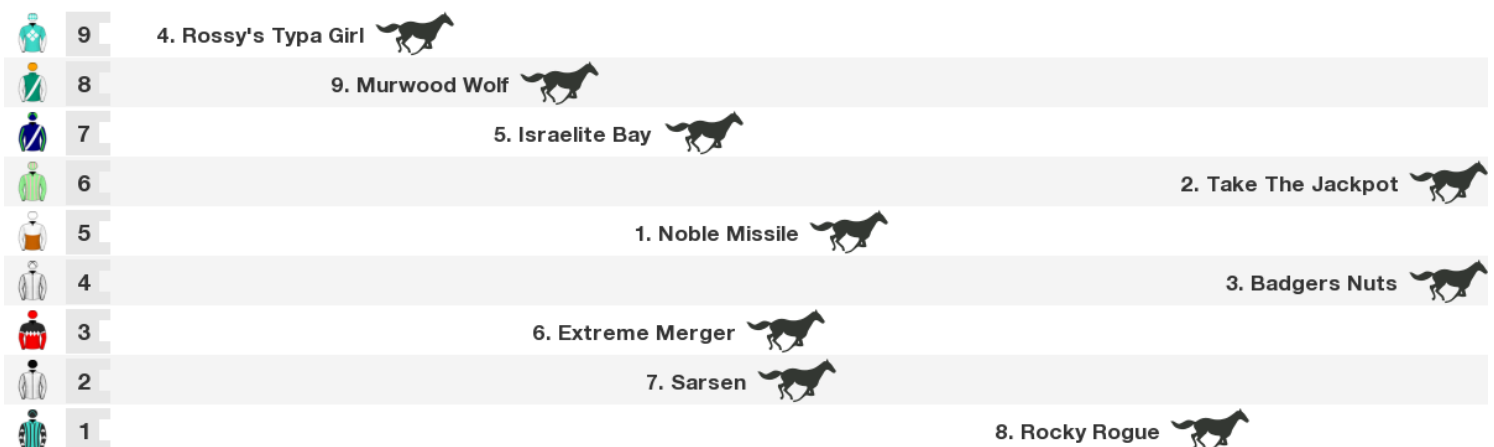 9 4. Rossy's Typa Girl
8 9. Murwood Wolf
7 5. Israelite Bay
6 2. Take The Jackpot
5 1. Noble Missile
4 3. Badgers Nuts
3 6. Extreme Merger
2 7. Sarsen
1 8. Rocky Rogue